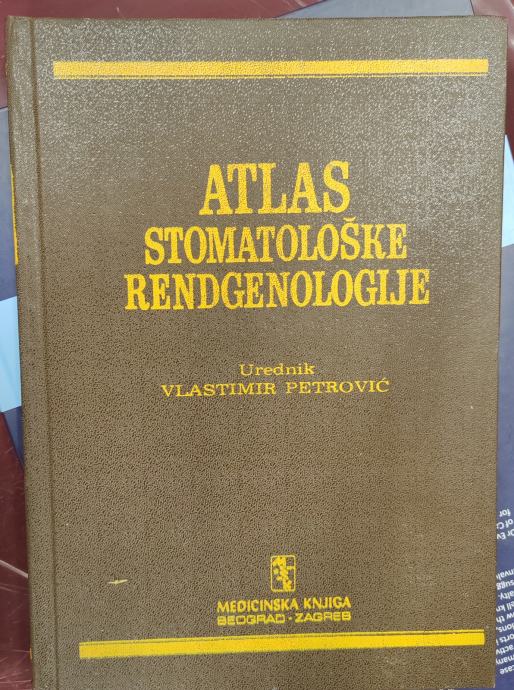 ATLAS
STOMATOLOŠKE
RENDGENOLOGIJE
Urednik
VLASTIMIR PETROVIĆ
MEDICINSKA KNJIGA
BEOGRAD - ZAGREB